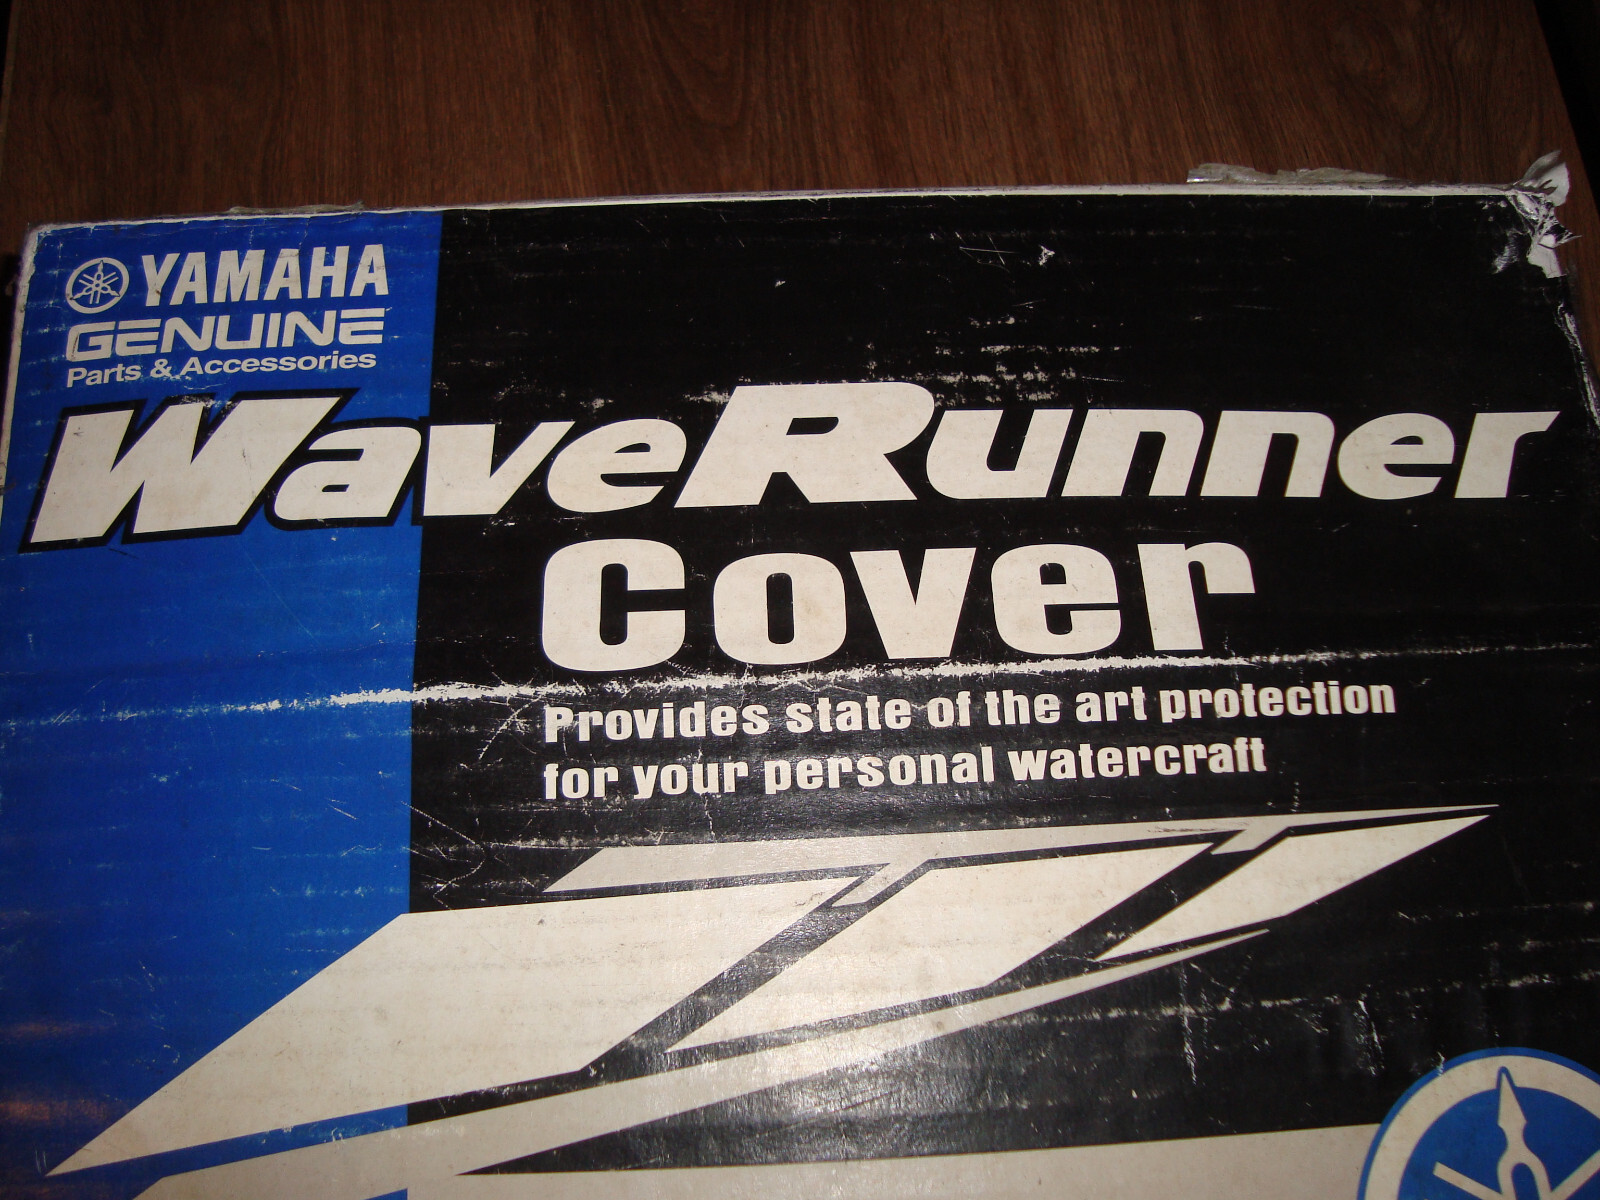 YAMAHA
GENUINE
Parts & Accessories
WaveRunner
Cover
Provides state of the art protection
for your personal watercraft